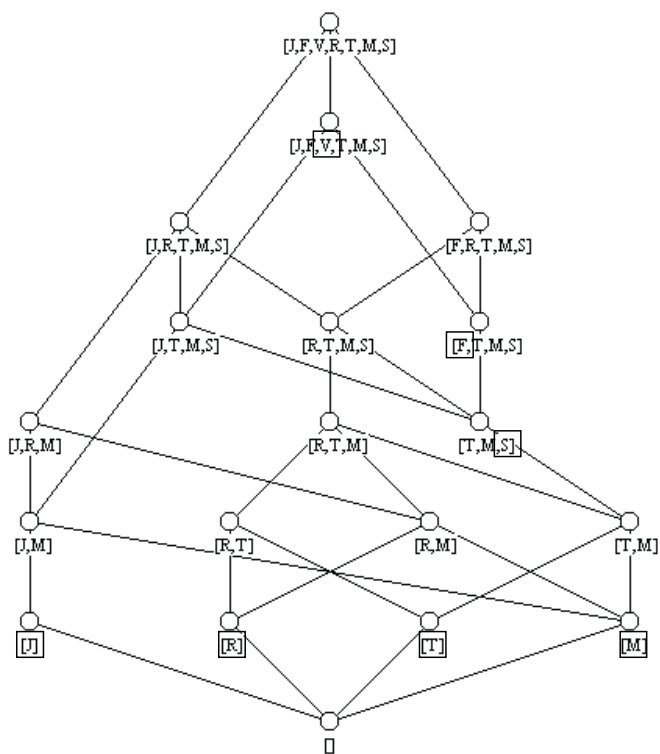 [J,F,V,R,T,M,S]
[J,F,V,T,M,S]
[J,R,T,M,S] [F,R,T,M,S]
[J,T,M,S] [R,T,M,S] [F,T,M,S]
[J,R,M] [R,T,M] [T,M,S]
[J,M] [R,T] [R,M] [T,M]
[J] [R] [T] [M]
[]